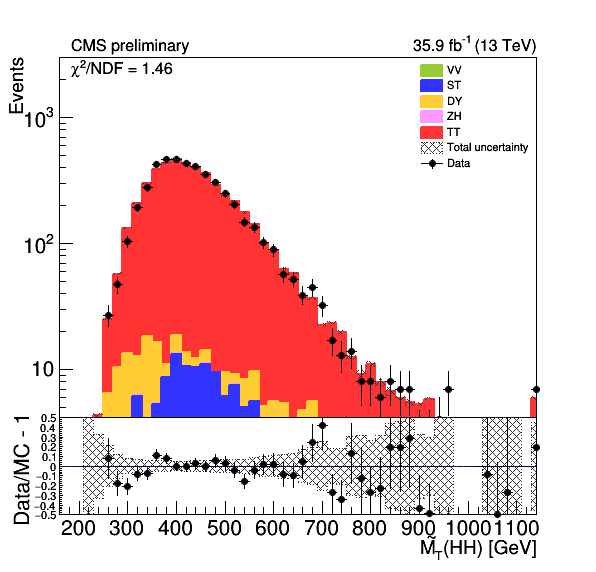 CMS preliminary
35.9 fb⁻¹ (13 TeV)
χ²/NDF = 1.46
Events
10³
10²
10
VV
ST
DY
ZH
TT
Total uncertainty
Data
Data/MC - 1
0.5
0.4
0.3
0.2
0.1
0
−0.1
−0.2
−0.3
−0.4
−0.5
200 300 400 500 600 700 800 900 1000 1100
M̃_T(HH) [GeV]